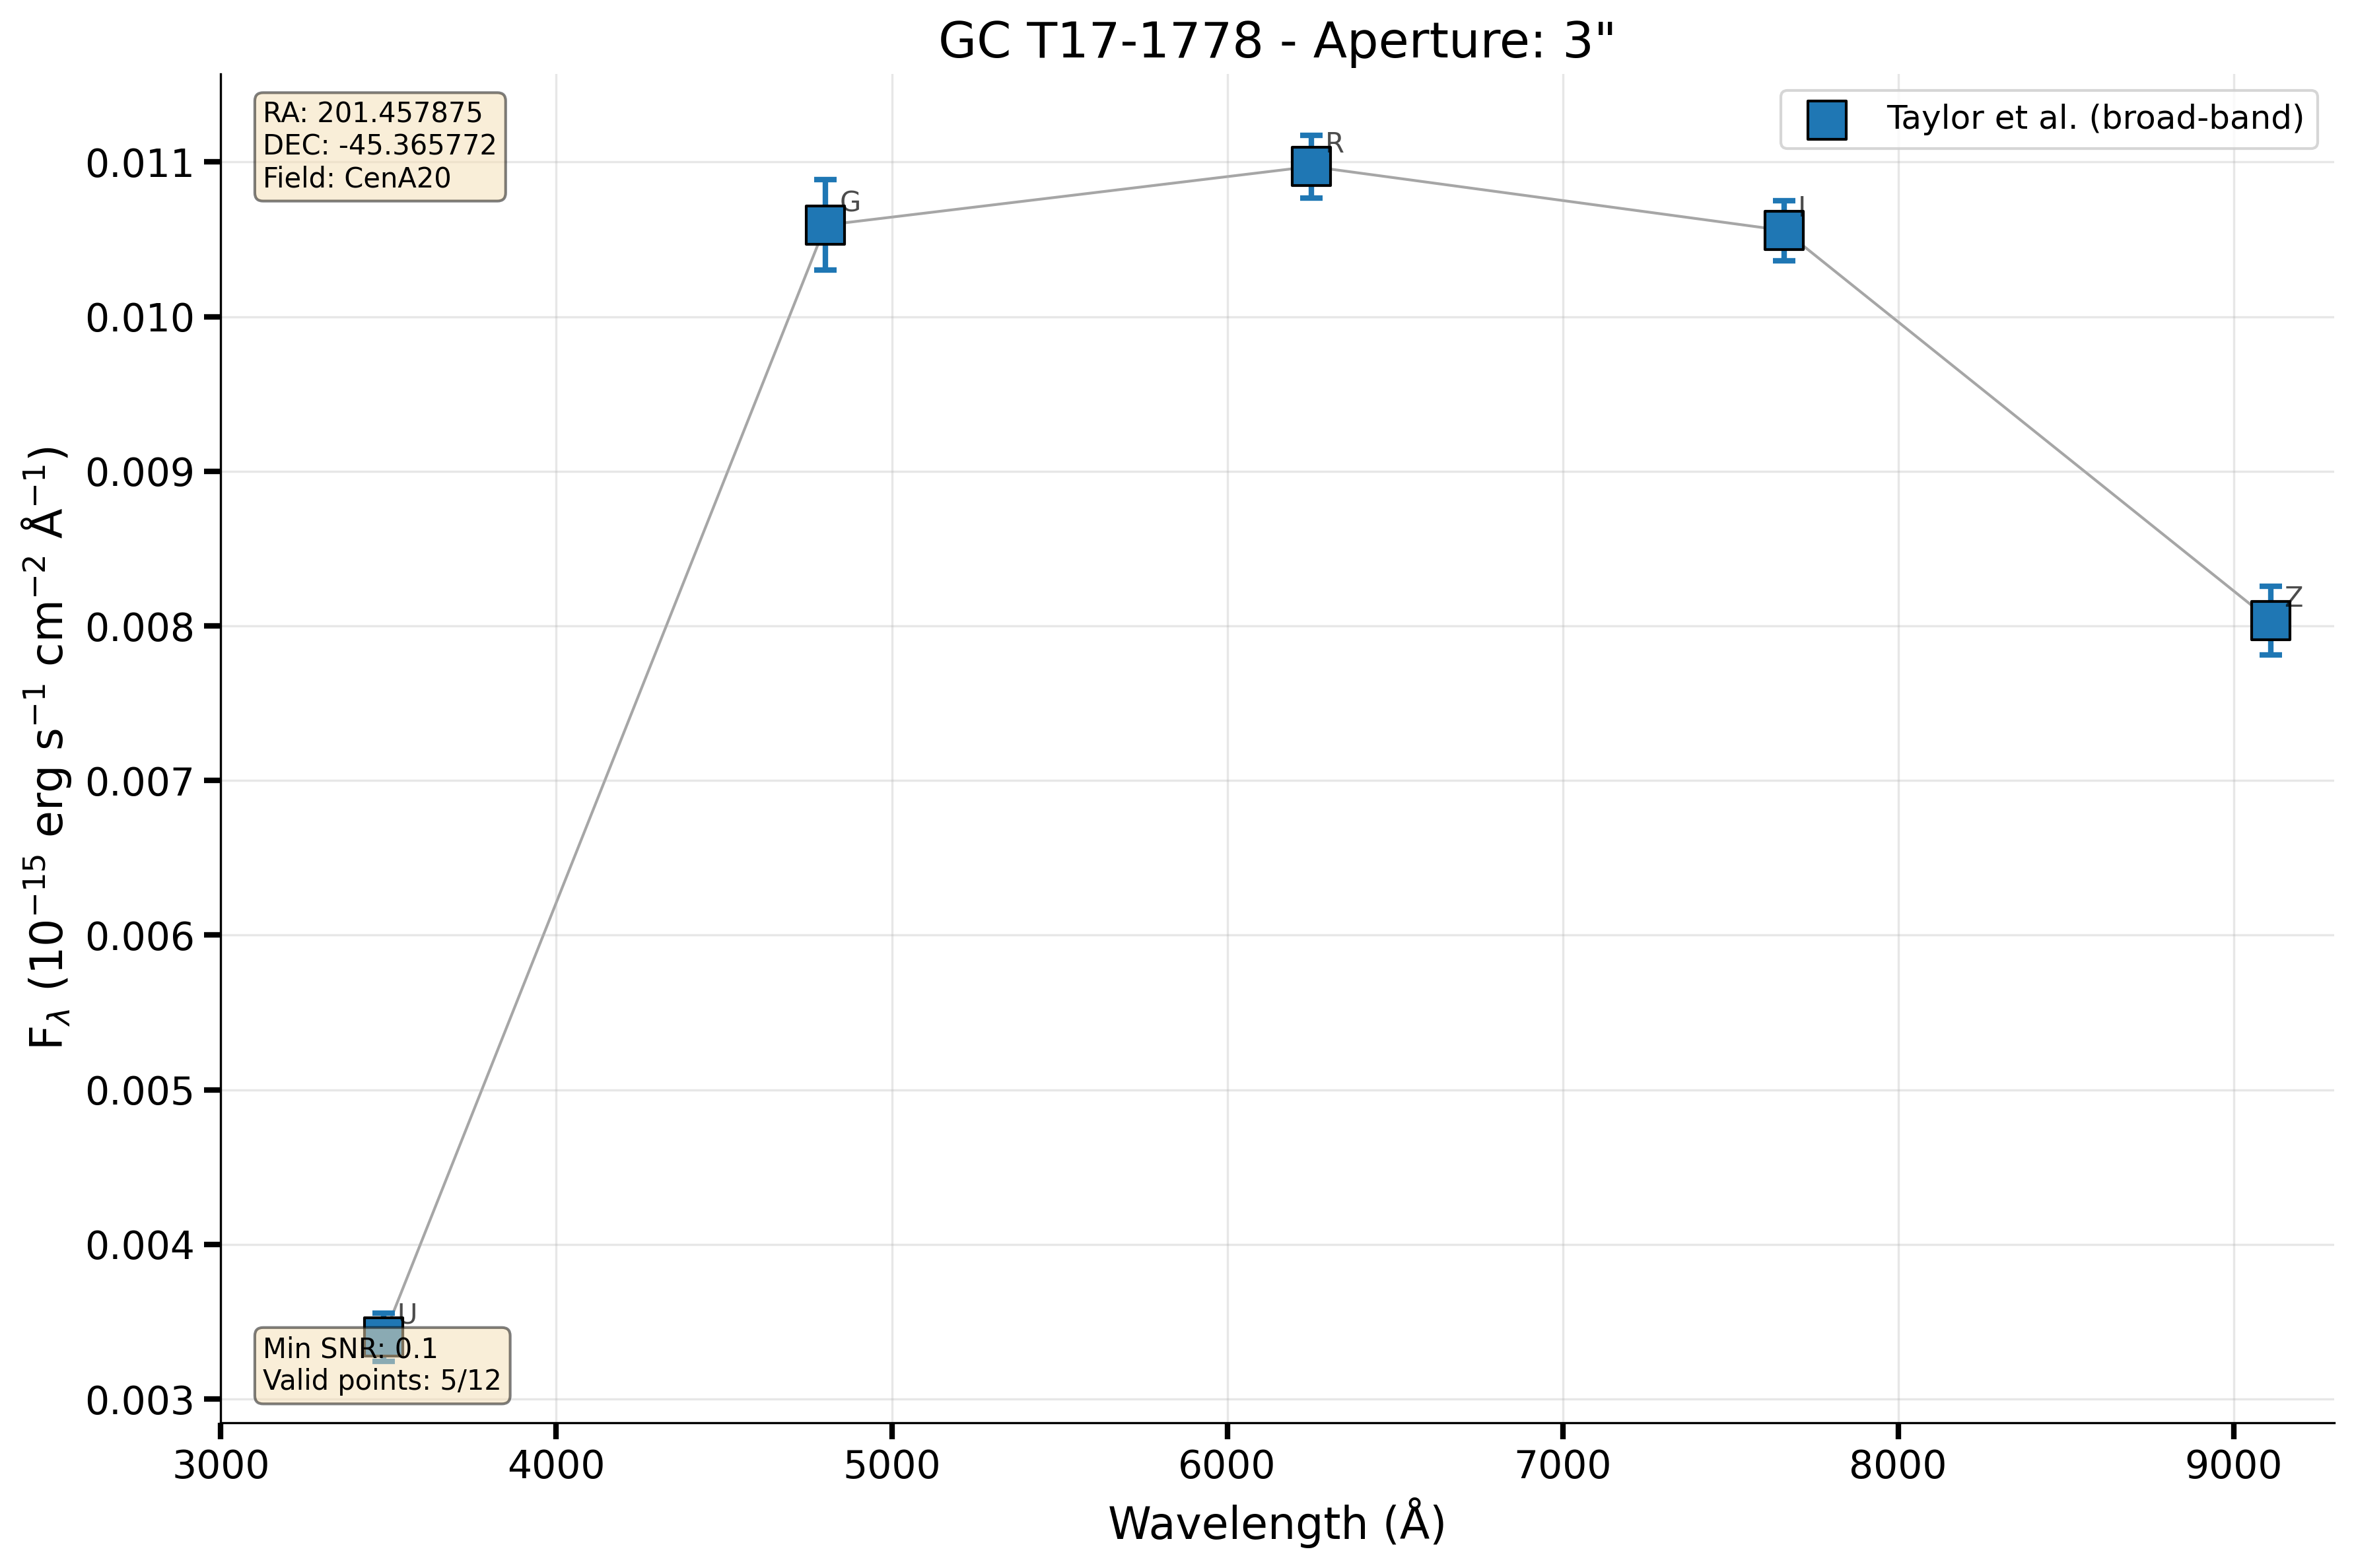 GC T17-1778 - Aperture: 3"
RA: 201.457875
DEC: -45.365772
Field: CenA20
Taylor et al. (broad-band)
G
R
I
Z
U
Min SNR: 0.1
Valid points: 5/12
F_λ (10⁻¹⁵ erg s⁻¹ cm⁻² Å⁻¹)
0.011
0.010
0.009
0.008
0.007
0.006
0.005
0.004
0.003
3000 4000 5000 6000 7000 8000 9000
Wavelength (Å)